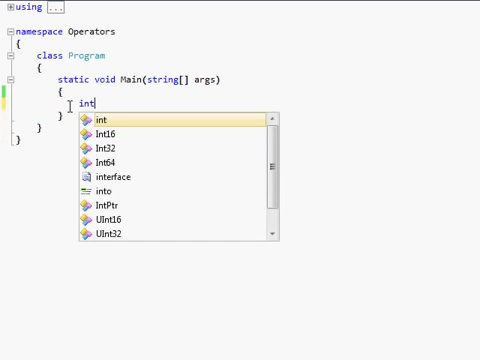 using ...
namespace Operators
{
class Program
{
static void Main(string[] args)
{
int
int
Int16
Int32
Int64
interface
into
IntPtr
UInt16
UInt32
}
}
}